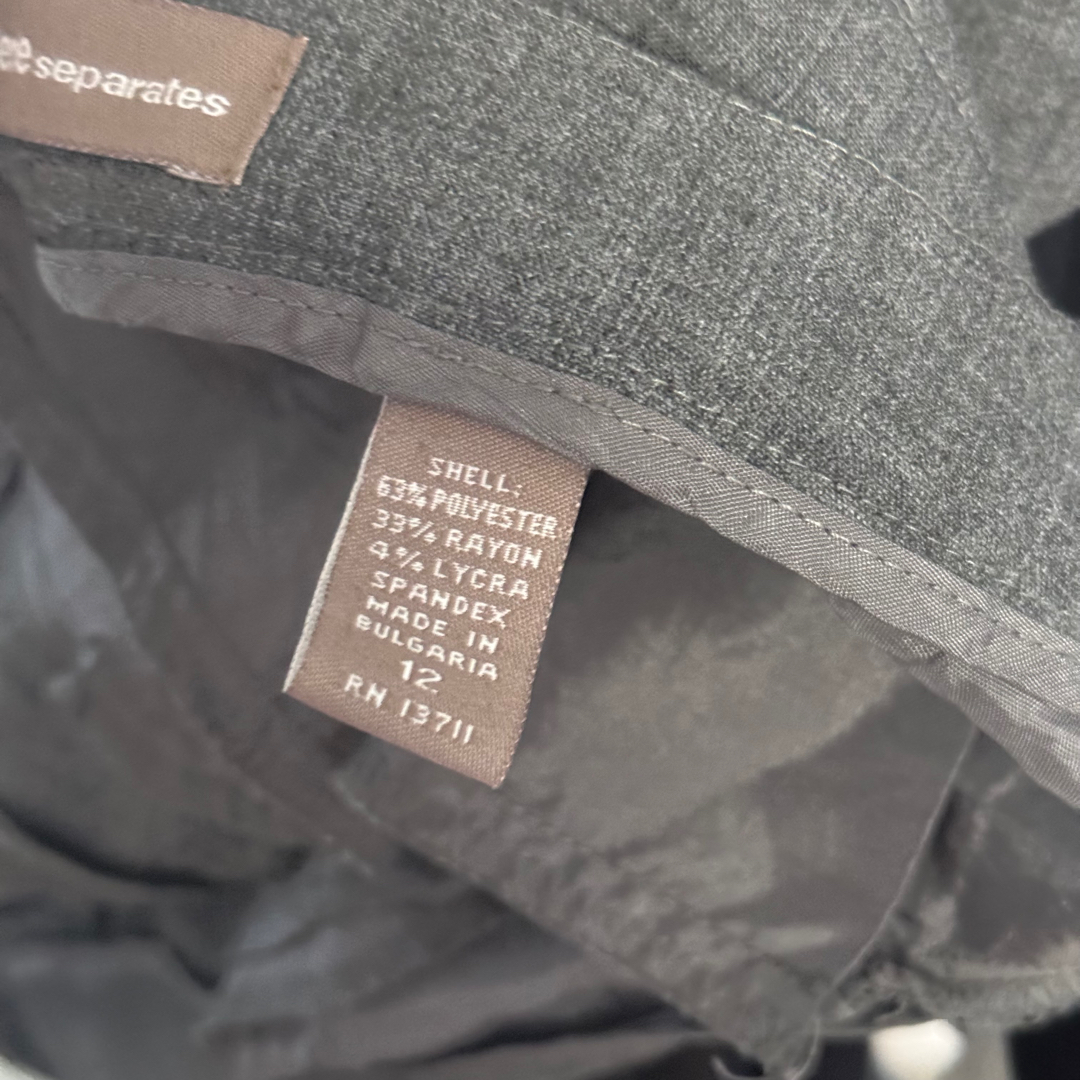 separates
SHELL:
63% POLYESTER
33% RAYON
4% LYCRA
SPANDEX
MADE IN
BULGARIA
12
RN 13711